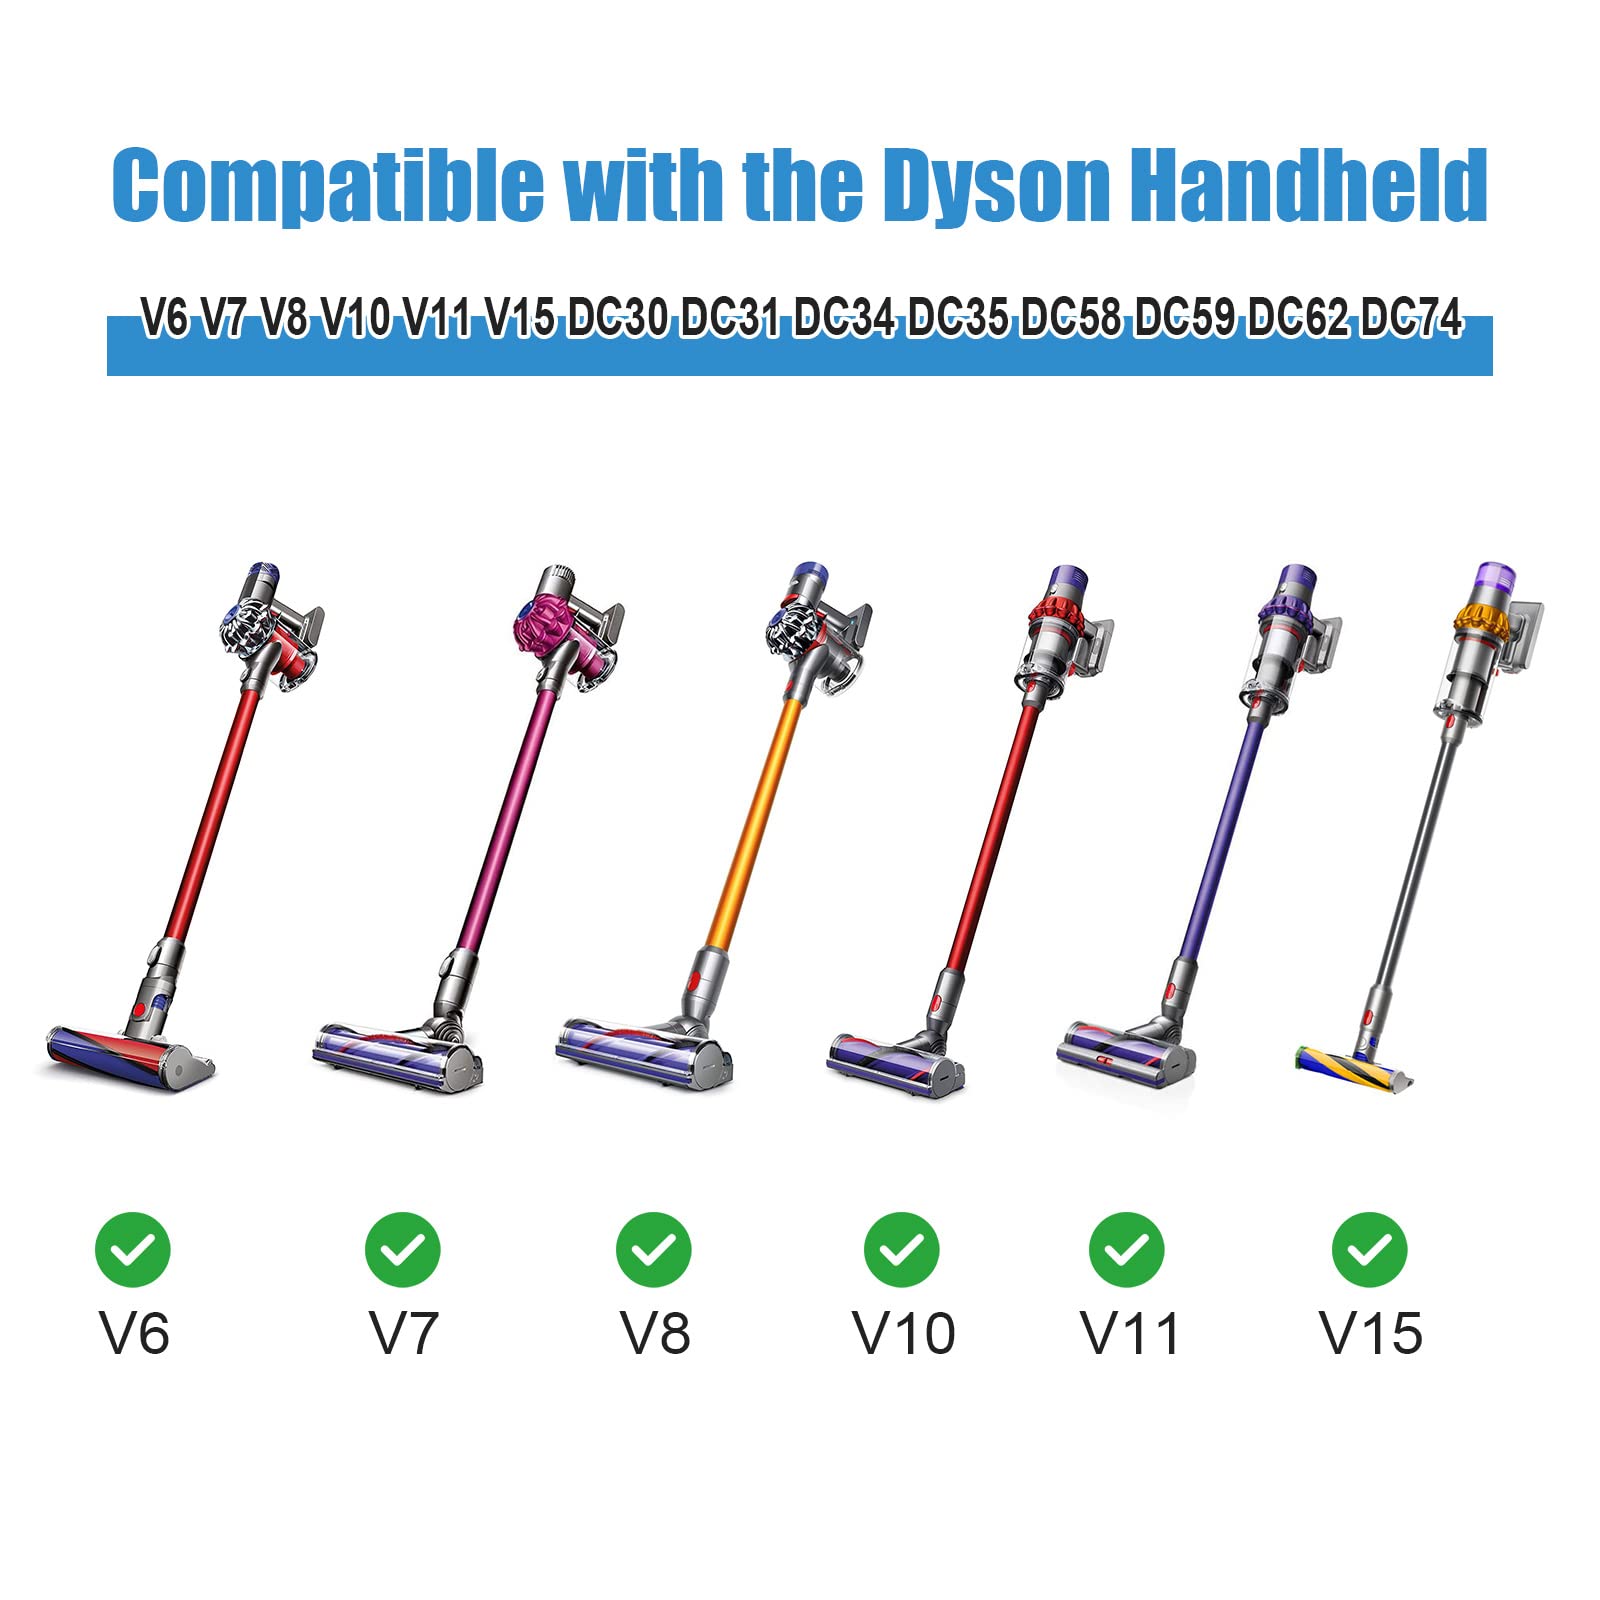 Compatible with the Dyson Handheld
V6 V7 V8 V10 V11 V15 DC30 DC31 DC34 DC35 DC58 DC59 DC62 DC74
V6 V7 V8 V10 V11 V15